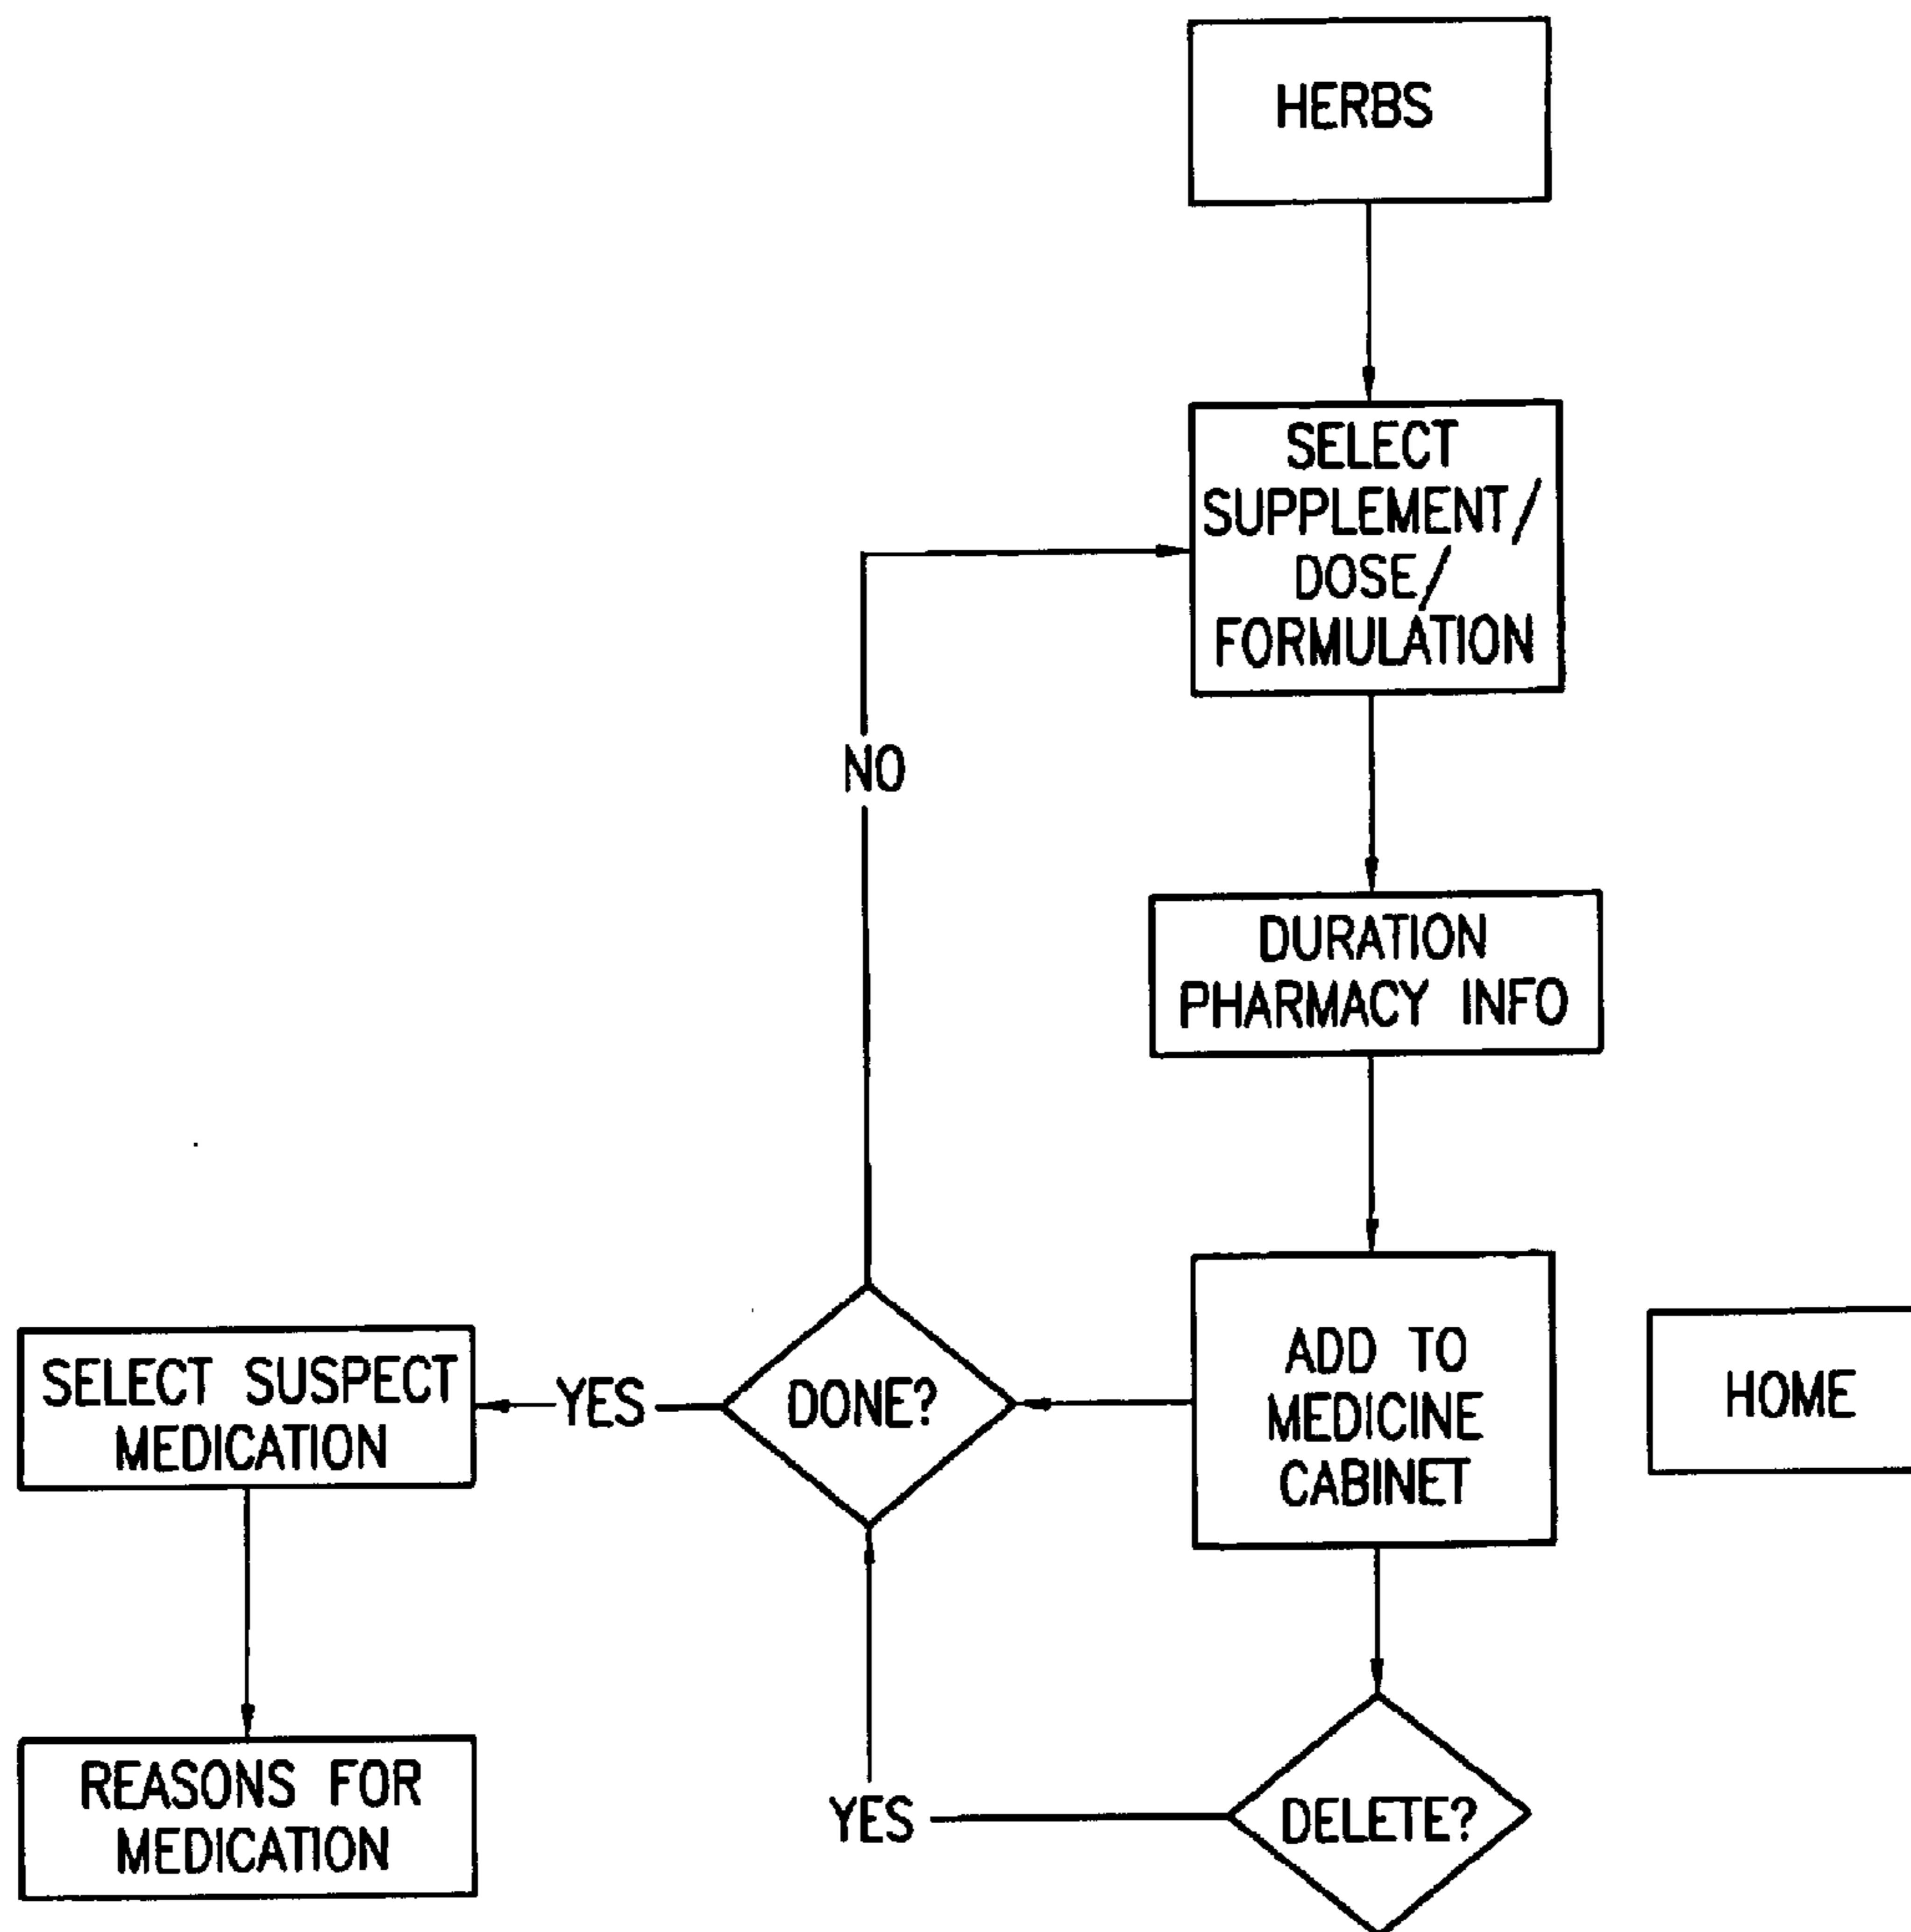 HERBS
SELECT
SUPPLEMENT/
DOSE/
FORMULATION
NO
DURATION
PHARMACY INFO
SELECT SUSPECT
MEDICATION
YES
DONE?
ADD TO
MEDICINE
CABINET
HOME
REASONS FOR
MEDICATION
YES
DELETE?